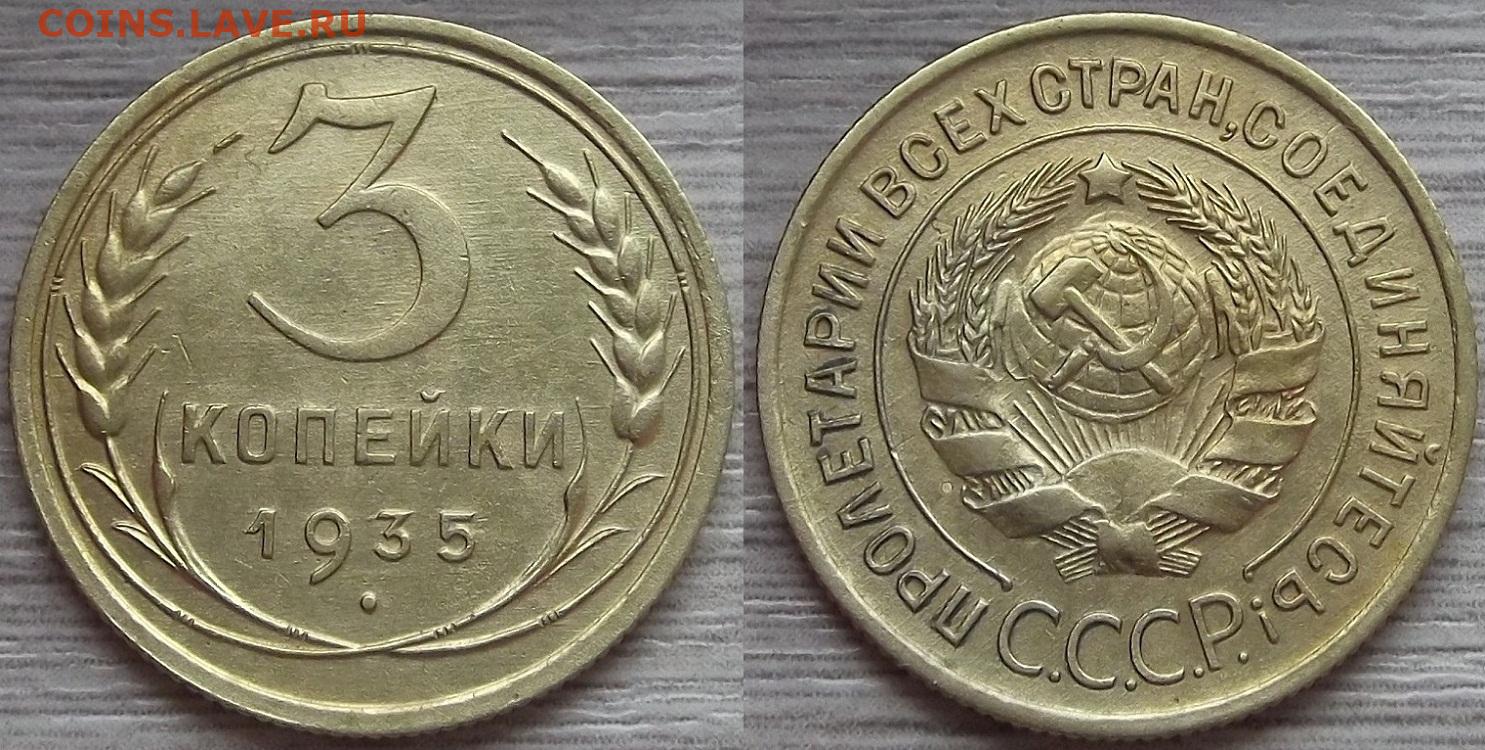 COINS.LAVE.RU
3
КОПЕЙКИ
1935
ПРОЛЕТАРИИ ВСЕХ СТРАН, СОЕДИНЯЙТЕСЬ!
С.С.С.Р.